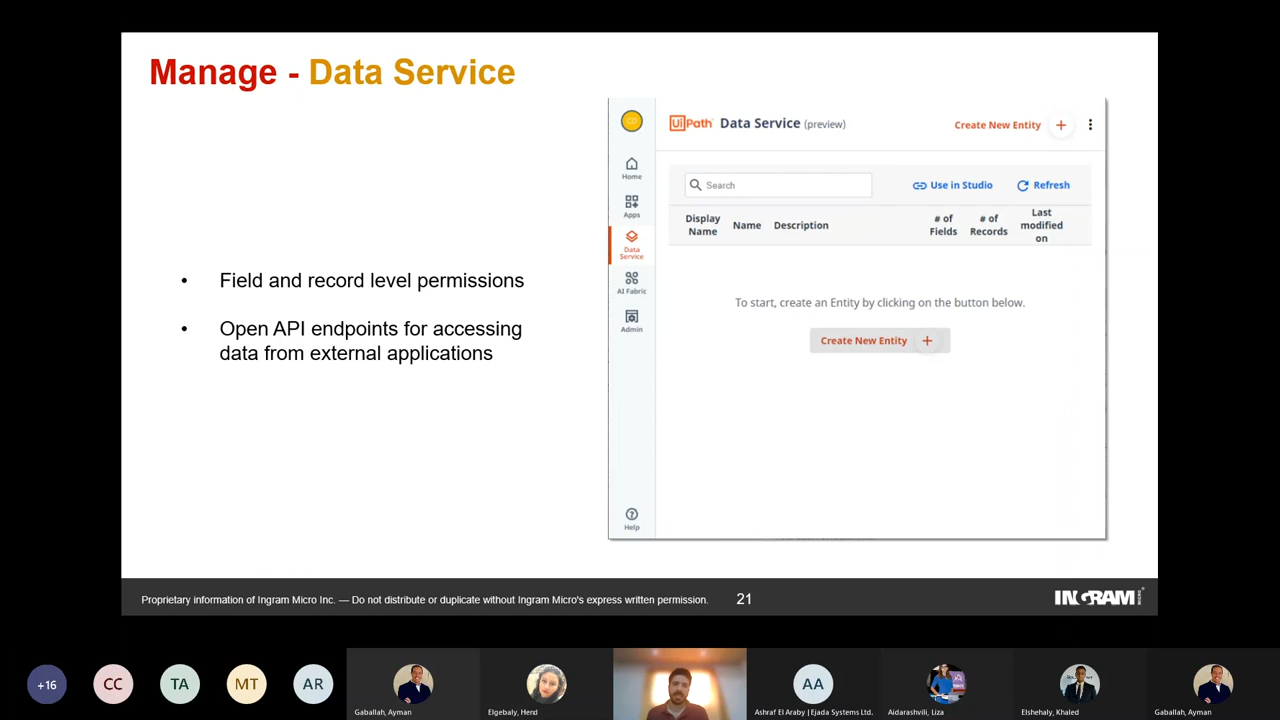 Manage - Data Service
• Field and record level permissions
• Open API endpoints for accessing
data from external applications
CD
UiPath Data Service (preview)
Create New Entity +
Home
Apps
Data
Service
AI Fabric
Admin
Help
Search
Use in Studio
Refresh
Display
Name
Name
Description
# of
Fields
# of
Records
Last
modified
on
To start, create an Entity by clicking on the button below.
Create New Entity +
Proprietary information of Ingram Micro Inc. — Do not distribute or duplicate without Ingram Micro's express written permission.
21
INGRAM MICRO
+16
CC
TA
MT
AR
Gaballah, Ayman
Elgebaly, Hend
AA
Ashraf El Araby | Ejada Systems Ltd.
Aidarashvili, Liza
Elshehaly, Khaled
Gaballah, Ayman